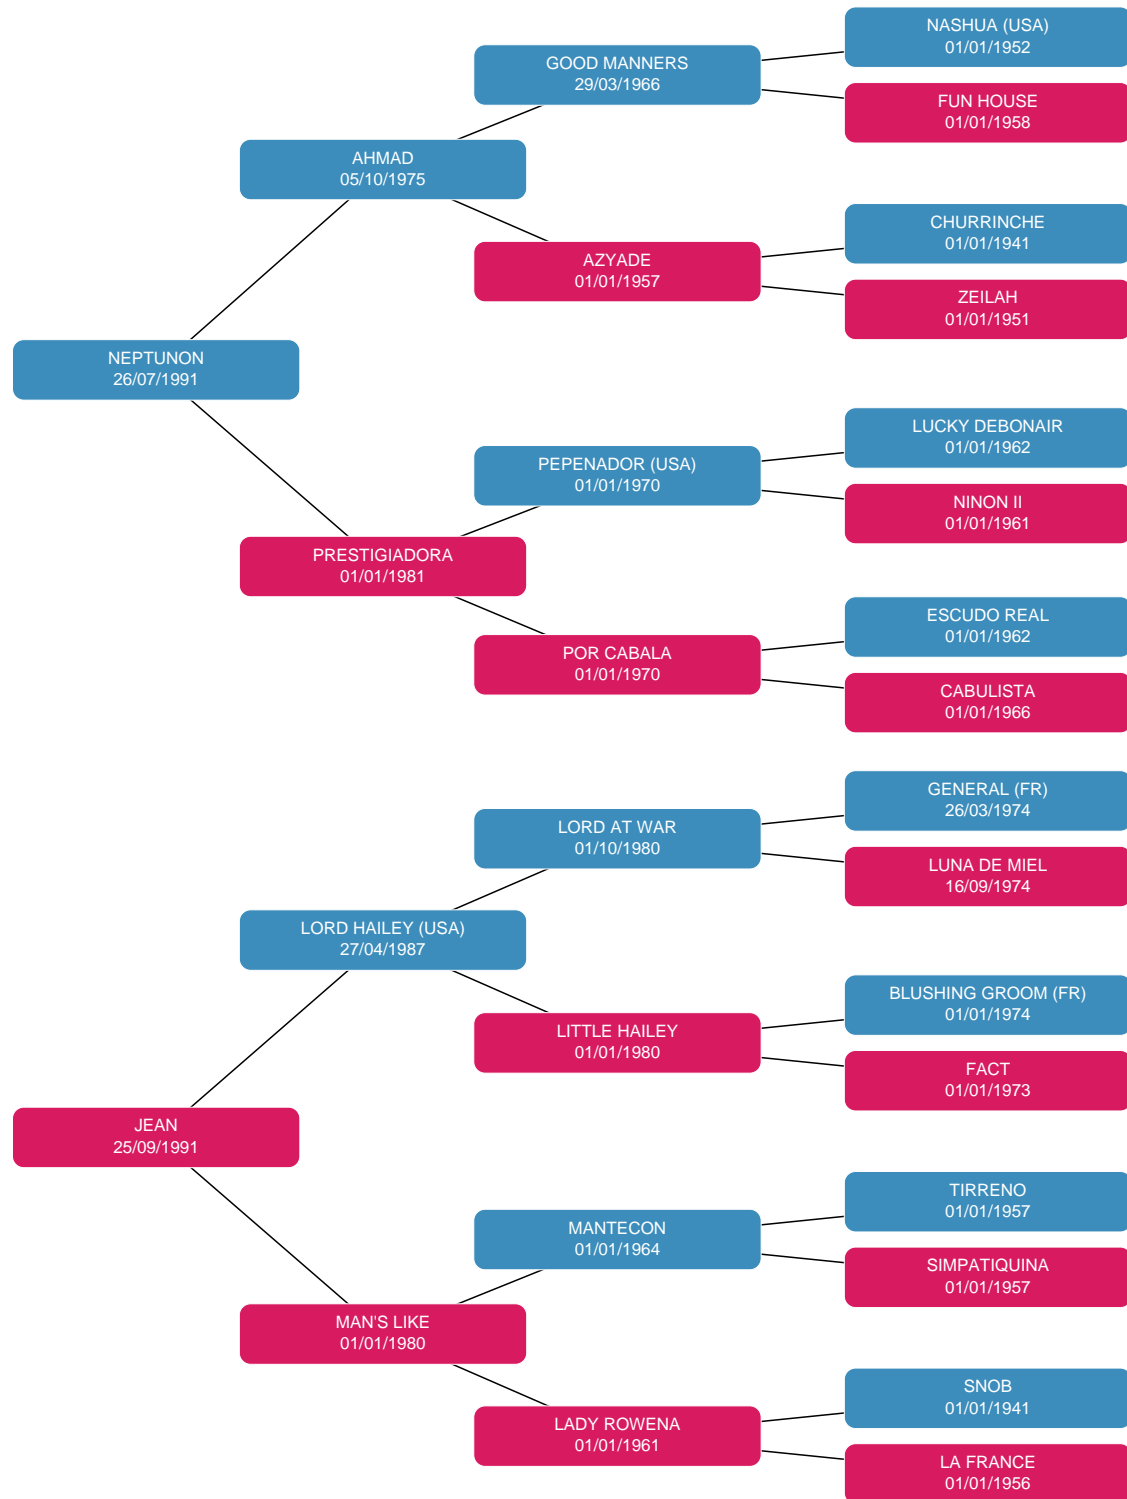 NASHUA (USA)
01/01/1952
GOOD MANNERS
29/03/1966
FUN HOUSE
01/01/1958
AHMAD
05/10/1975
CHURRINCHE
01/01/1941
AZYADE
01/01/1957
ZEILAH
01/01/1951
NEPTUNON
26/07/1991
LUCKY DEBONAIR
01/01/1962
PEPENADOR (USA)
01/01/1970
NINON II
01/01/1961
PRESTIGIADORA
01/01/1981
ESCUDO REAL
01/01/1962
POR CABALA
01/01/1970
CABULISTA
01/01/1966
GENERAL (FR)
26/03/1974
LORD AT WAR
01/10/1980
LUNA DE MIEL
16/09/1974
LORD HAILEY (USA)
27/04/1987
BLUSHING GROOM (FR)
01/01/1974
LITTLE HAILEY
01/01/1980
FACT
01/01/1973
JEAN
25/09/1991
TIRRENO
01/01/1957
MANTECON
01/01/1964
SIMPATIQUINA
01/01/1957
MAN'S LIKE
01/01/1980
SNOB
01/01/1941
LADY ROWENA
01/01/1961
LA FRANCE
01/01/1956